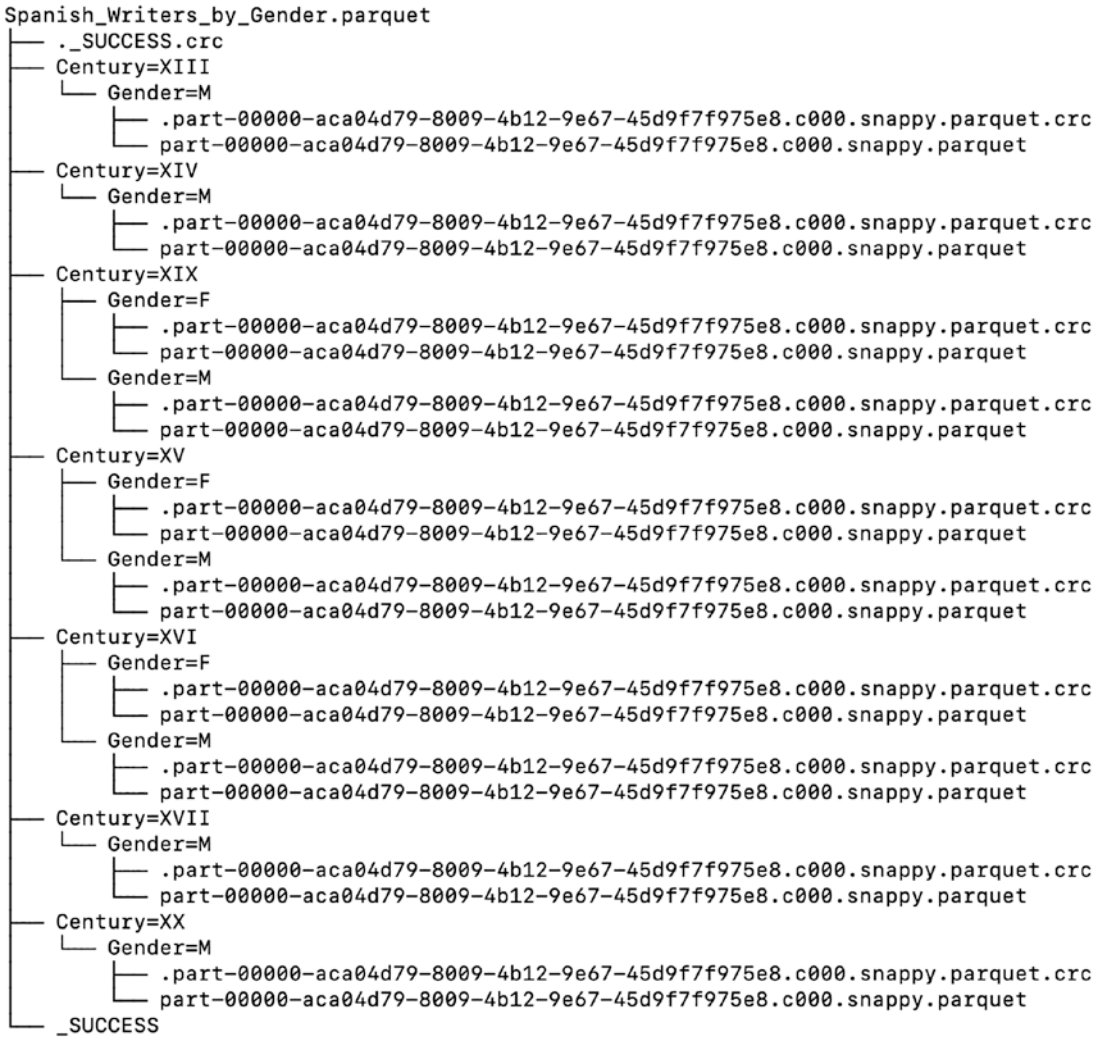 Spanish_Writers_by_Gender.parquet
├── ._SUCCESS.crc
├── Century=XIII
│   └── Gender=M
│       ├── .part-00000-aca04d79-8009-4b12-9e67-45d9f7f975e8.c000.snappy.parquet.crc
│       └── part-00000-aca04d79-8009-4b12-9e67-45d9f7f975e8.c000.snappy.parquet
├── Century=XIV
│   └── Gender=M
│       ├── .part-00000-aca04d79-8009-4b12-9e67-45d9f7f975e8.c000.snappy.parquet.crc
│       └── part-00000-aca04d79-8009-4b12-9e67-45d9f7f975e8.c000.snappy.parquet
├── Century=XIX
│   ├── Gender=F
│   │   ├── .part-00000-aca04d79-8009-4b12-9e67-45d9f7f975e8.c000.snappy.parquet.crc
│   │   └── part-00000-aca04d79-8009-4b12-9e67-45d9f7f975e8.c000.snappy.parquet
│   └── Gender=M
│       ├── .part-00000-aca04d79-8009-4b12-9e67-45d9f7f975e8.c000.snappy.parquet.crc
│       └── part-00000-aca04d79-8009-4b12-9e67-45d9f7f975e8.c000.snappy.parquet
├── Century=XV
│   ├── Gender=F
│   │   ├── .part-00000-aca04d79-8009-4b12-9e67-45d9f7f975e8.c000.snappy.parquet.crc
│   │   └── part-00000-aca04d79-8009-4b12-9e67-45d9f7f975e8.c000.snappy.parquet
│   └── Gender=M
│       ├── .part-00000-aca04d79-8009-4b12-9e67-45d9f7f975e8.c000.snappy.parquet.crc
│       └── part-00000-aca04d79-8009-4b12-9e67-45d9f7f975e8.c000.snappy.parquet
├── Century=XVI
│   ├── Gender=F
│   │   ├── .part-00000-aca04d79-8009-4b12-9e67-45d9f7f975e8.c000.snappy.parquet.crc
│   │   └── part-00000-aca04d79-8009-4b12-9e67-45d9f7f975e8.c000.snappy.parquet
│   └── Gender=M
│       ├── .part-00000-aca04d79-8009-4b12-9e67-45d9f7f975e8.c000.snappy.parquet.crc
│       └── part-00000-aca04d79-8009-4b12-9e67-45d9f7f975e8.c000.snappy.parquet
├── Century=XVII
│   └── Gender=M
│       ├── .part-00000-aca04d79-8009-4b12-9e67-45d9f7f975e8.c000.snappy.parquet.crc
│       └── part-00000-aca04d79-8009-4b12-9e67-45d9f7f975e8.c000.snappy.parquet
├── Century=XX
│   └── Gender=M
│       ├── .part-00000-aca04d79-8009-4b12-9e67-45d9f7f975e8.c000.snappy.parquet.crc
│       └── part-00000-aca04d79-8009-4b12-9e67-45d9f7f975e8.c000.snappy.parquet
└── _SUCCESS